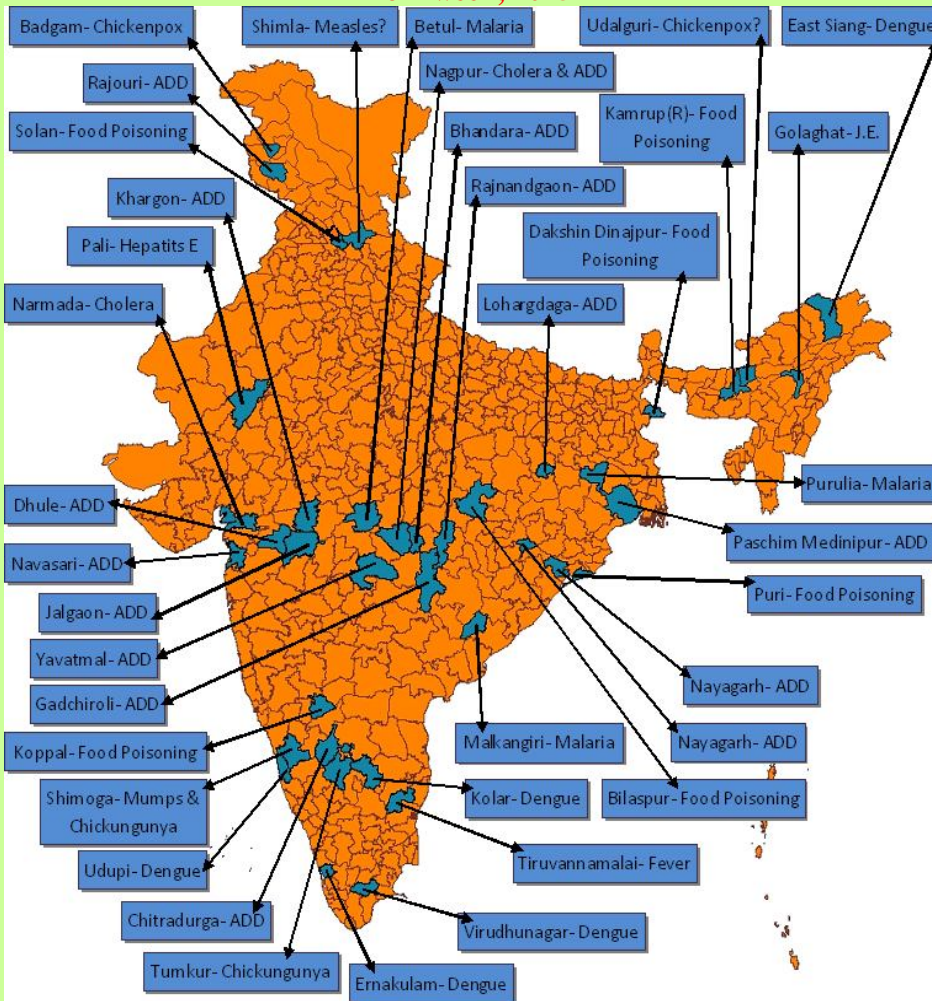 Badgam- Chickenpox
Shimla- Measles?
Betul- Malaria
Udalguri- Chickenpox?
East Siang- Dengue
Rajouri- ADD
Nagpur- Cholera & ADD
Solan- Food Poisoning
Bhandara- ADD
Kamrup(R)- Food
Poisoning
Golaghat- J.E.
Khargon- ADD
Rajnandgaon- ADD
Pali- Hepatits E
Dakshin Dinajpur- Food
Poisoning
Narmada- Cholera
Lohargdaga- ADD
Dhule- ADD
Purulia- Malaria
Navasari- ADD
Paschim Medinipur- ADD
Jalgaon- ADD
Puri- Food Poisoning
Yavatmal- ADD
Gadchiroli- ADD
Nayagarh- ADD
Koppal- Food Poisoning
Malkangiri- Malaria
Nayagarh- ADD
Shimoga- Mumps &
Chickungunya
Kolar- Dengue
Bilaspur- Food Poisoning
Udupi- Dengue
Tiruvannamalai- Fever
Chitradurga- ADD
Virudhunagar- Dengue
Tumkur- Chickungunya
Ernakulam- Dengue